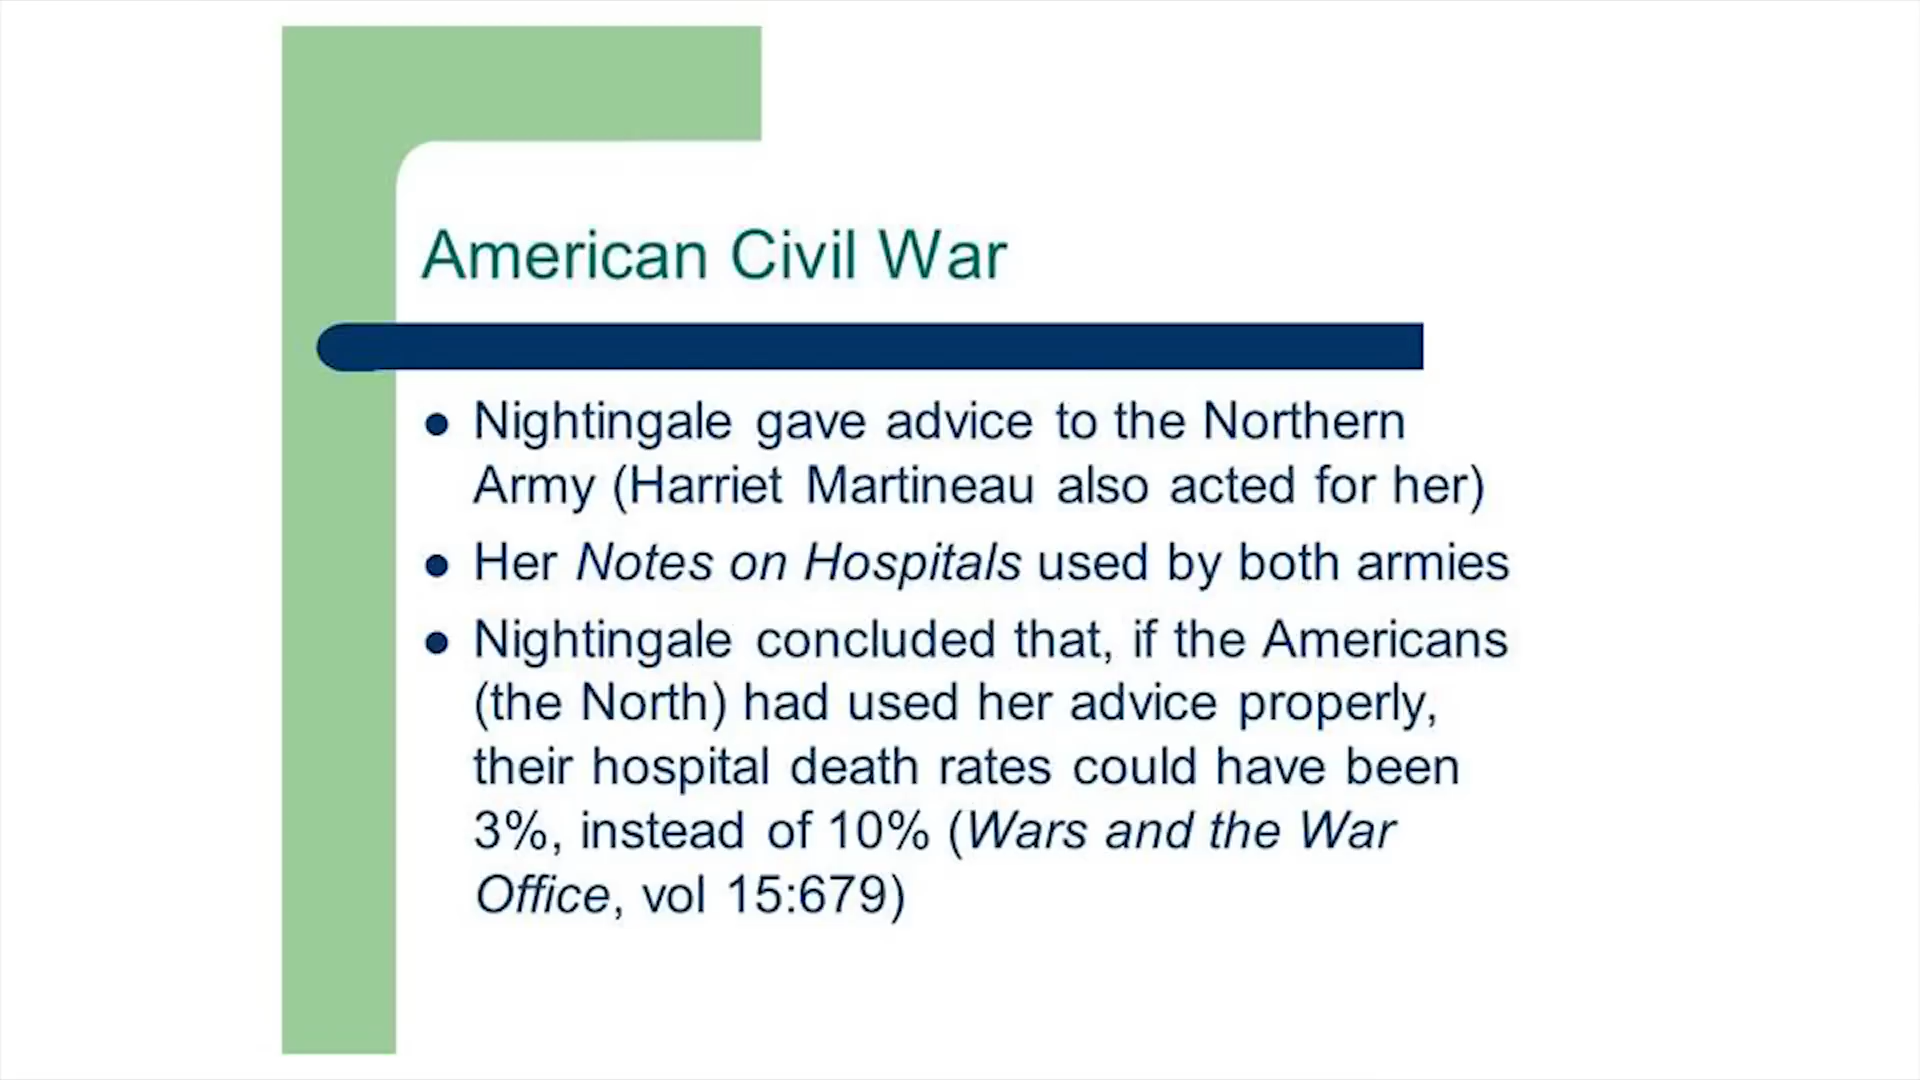 American Civil War
● Nightingale gave advice to the Northern
Army (Harriet Martineau also acted for her)
● Her Notes on Hospitals used by both armies
● Nightingale concluded that, if the Americans
(the North) had used her advice properly,
their hospital death rates could have been
3%, instead of 10% (Wars and the War
Office, vol 15:679)